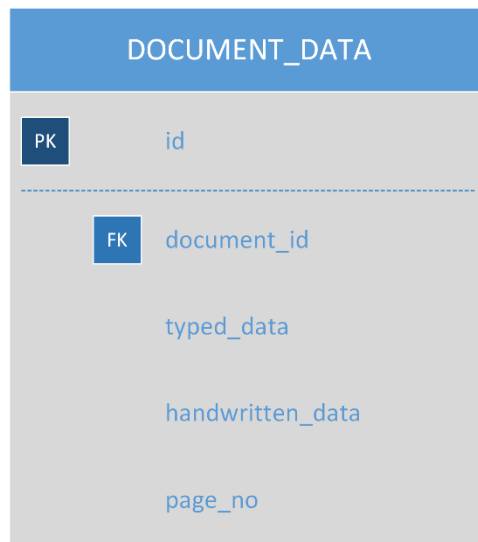 DOCUMENT_DATA
PK id
FK document_id
typed_data
handwritten_data
page_no